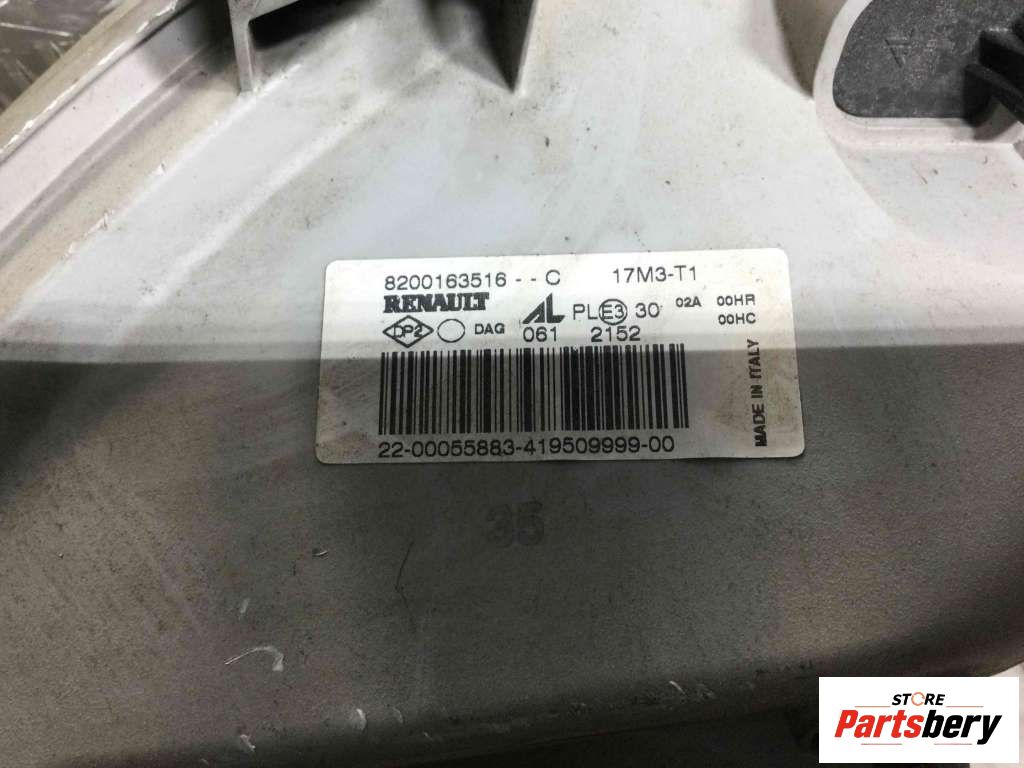 8200163516 - - C 17M3-T1
RENAULT AL PL E3 30 02A 00HR
00HC
DP2 DAG 061 2152
MADE IN ITALY
22-00055883-419509999-00
35
STORE
Partsbery